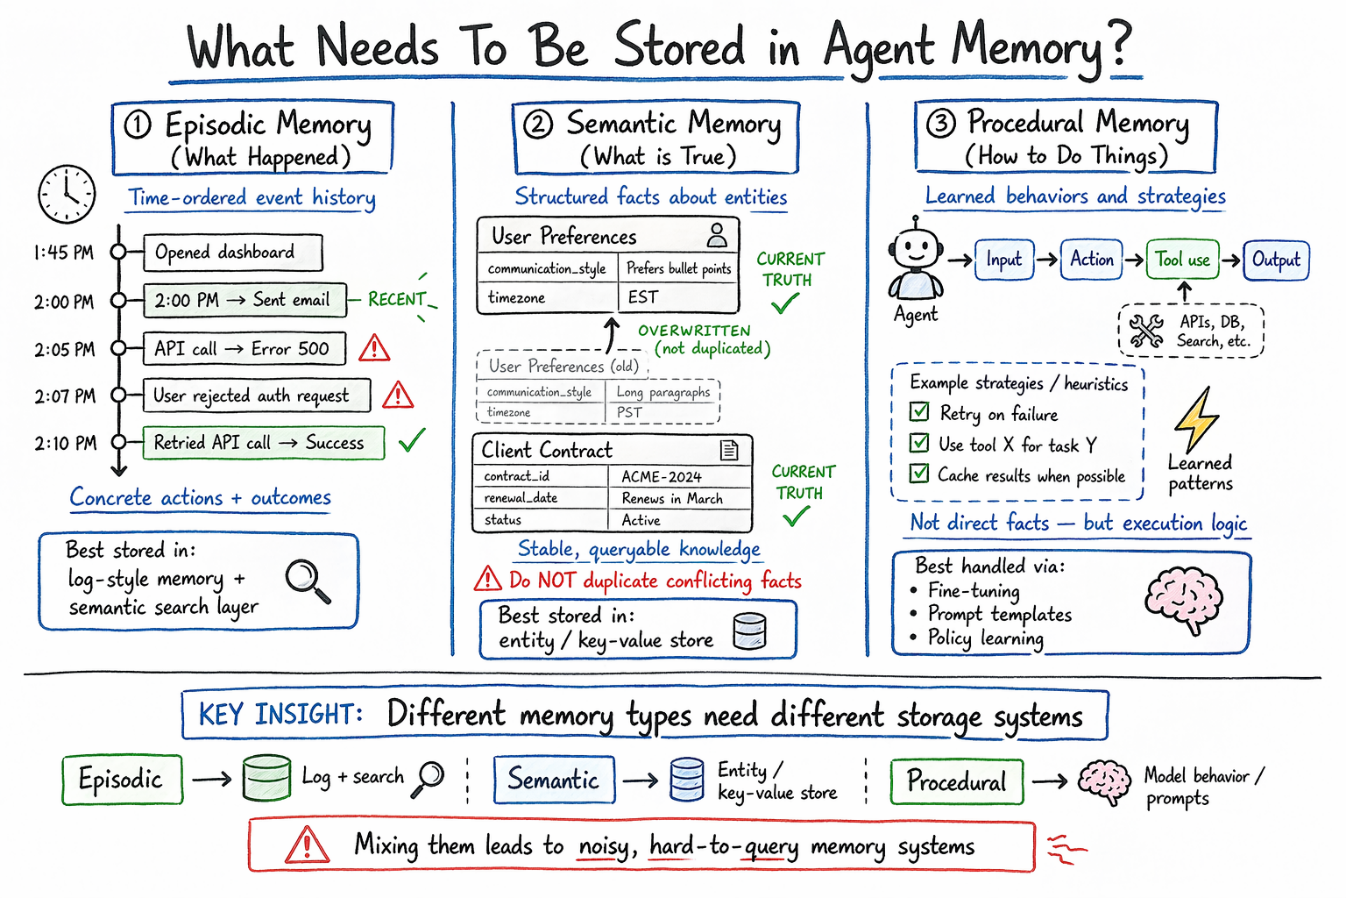 What Needs To Be Stored in Agent Memory?
① Episodic Memory
(What Happened)
Time-ordered event history
1:45 PM
Opened dashboard
2:00 PM
2:00 PM → Sent email
RECENT
2:05 PM
API call → Error 500
2:07 PM
User rejected auth request
2:10 PM
Retried API call → Success
Concrete actions + outcomes
Best stored in:
log-style memory +
semantic search layer
② Semantic Memory
(What is True)
Structured facts about entities
User Preferences
communication_style
Prefers bullet points
timezone
EST
CURRENT
TRUTH
OVERWRITTEN
(not duplicated)
User Preferences (old)
communication_style
Long paragraphs
timezone
PST
Client Contract
contract_id
ACME-2024
renewal_date
Renews in March
status
Active
CURRENT
TRUTH
Stable, queryable knowledge
Do NOT duplicate conflicting facts
Best stored in:
entity / key-value store
③ Procedural Memory
(How to Do Things)
Learned behaviors and strategies
Agent
Input
Action
Tool use
Output
APIs, DB,
Search, etc.
Example strategies / heuristics
Retry on failure
Use tool X for task Y
Cache results when possible
Learned
patterns
Not direct facts — but execution logic
Best handled via:
• Fine-tuning
• Prompt templates
• Policy learning
KEY INSIGHT: Different memory types need different storage systems
Episodic
Log + search
Semantic
Entity /
key-value store
Procedural
Model behavior /
prompts
Mixing them leads to noisy, hard-to-query memory systems